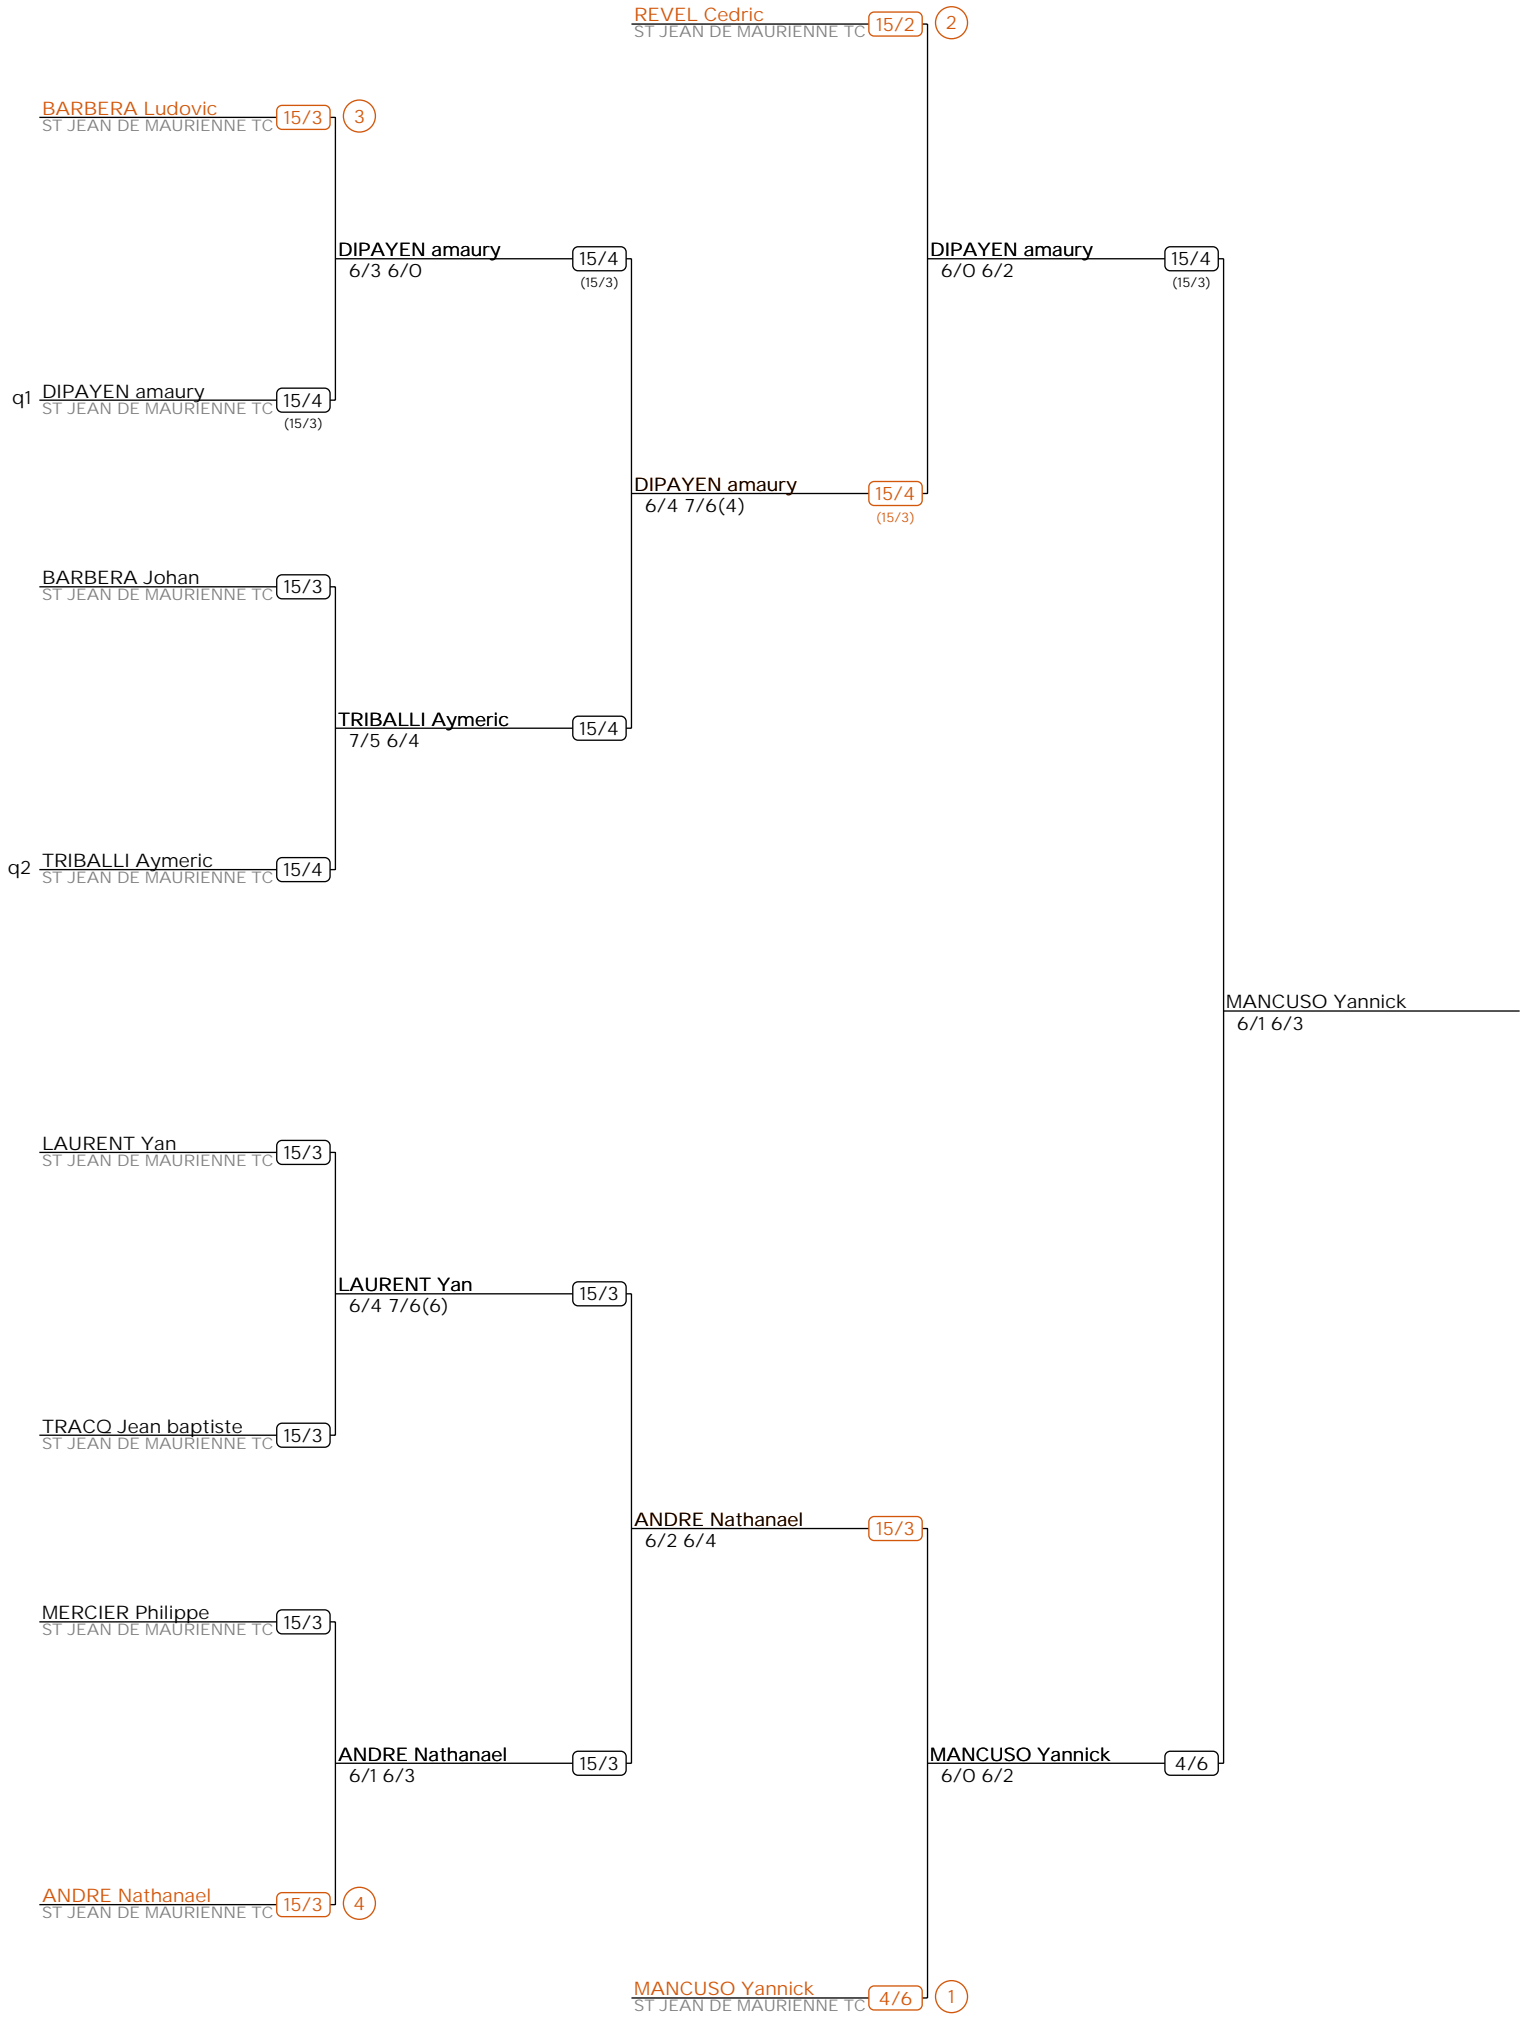 REVEL Cedric
ST JEAN DE MAURIENNE TC
15/2
2
BARBERA Ludovic
ST JEAN DE MAURIENNE TC
15/3
3
DIPAYEN amaury
6/3 6/0
15/4
(15/3)
DIPAYEN amaury
6/0 6/2
15/4
(15/3)
q1
DIPAYEN amaury
ST JEAN DE MAURIENNE TC
15/4
(15/3)
DIPAYEN amaury
6/4 7/6(4)
15/4
(15/3)
BARBERA Johan
ST JEAN DE MAURIENNE TC
15/3
TRIBALLI Aymeric
7/5 6/4
15/4
q2
TRIBALLI Aymeric
ST JEAN DE MAURIENNE TC
15/4
MANCUSO Yannick
6/1 6/3
LAURENT Yan
ST JEAN DE MAURIENNE TC
15/3
LAURENT Yan
6/4 7/6(6)
15/3
TRACQ Jean baptiste
ST JEAN DE MAURIENNE TC
15/3
ANDRE Nathanael
6/2 6/4
15/3
MERCIER Philippe
ST JEAN DE MAURIENNE TC
15/3
ANDRE Nathanael
6/1 6/3
15/3
MANCUSO Yannick
6/0 6/2
4/6
ANDRE Nathanael
ST JEAN DE MAURIENNE TC
15/3
4
MANCUSO Yannick
ST JEAN DE MAURIENNE TC
4/6
1